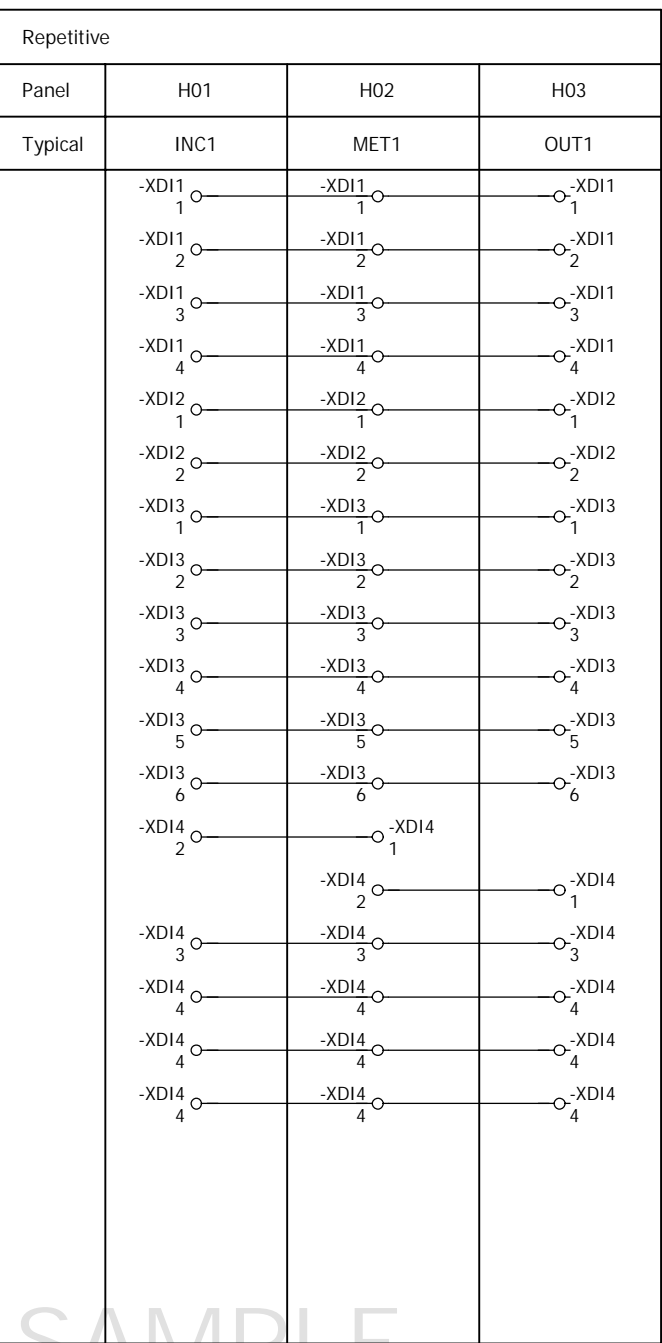 Repetitive
Panel H01 H02 H03
Typical INC1 MET1 OUT1
-XDI1 -XDI1 -XDI1
1 1 1
-XDI1 -XDI1 -XDI1
2 2 2
-XDI1 -XDI1 -XDI1
3 3 3
-XDI1 -XDI1 -XDI1
4 4 4
-XDI2 -XDI2 -XDI2
1 1 1
-XDI2 -XDI2 -XDI2
2 2 2
-XDI3 -XDI3 -XDI3
1 1 1
-XDI3 -XDI3 -XDI3
2 2 2
-XDI3 -XDI3 -XDI3
3 3 3
-XDI3 -XDI3 -XDI3
4 4 4
-XDI3 -XDI3 -XDI3
5 5 5
-XDI3 -XDI3 -XDI3
6 6 6
-XDI4 -XDI4
2 1
-XDI4 -XDI4
2 1
-XDI4 -XDI4 -XDI4
3 3 3
-XDI4 -XDI4 -XDI4
4 4 4
-XDI4 -XDI4 -XDI4
4 4 4
-XDI4 -XDI4 -XDI4
4 4 4
SAMPLE